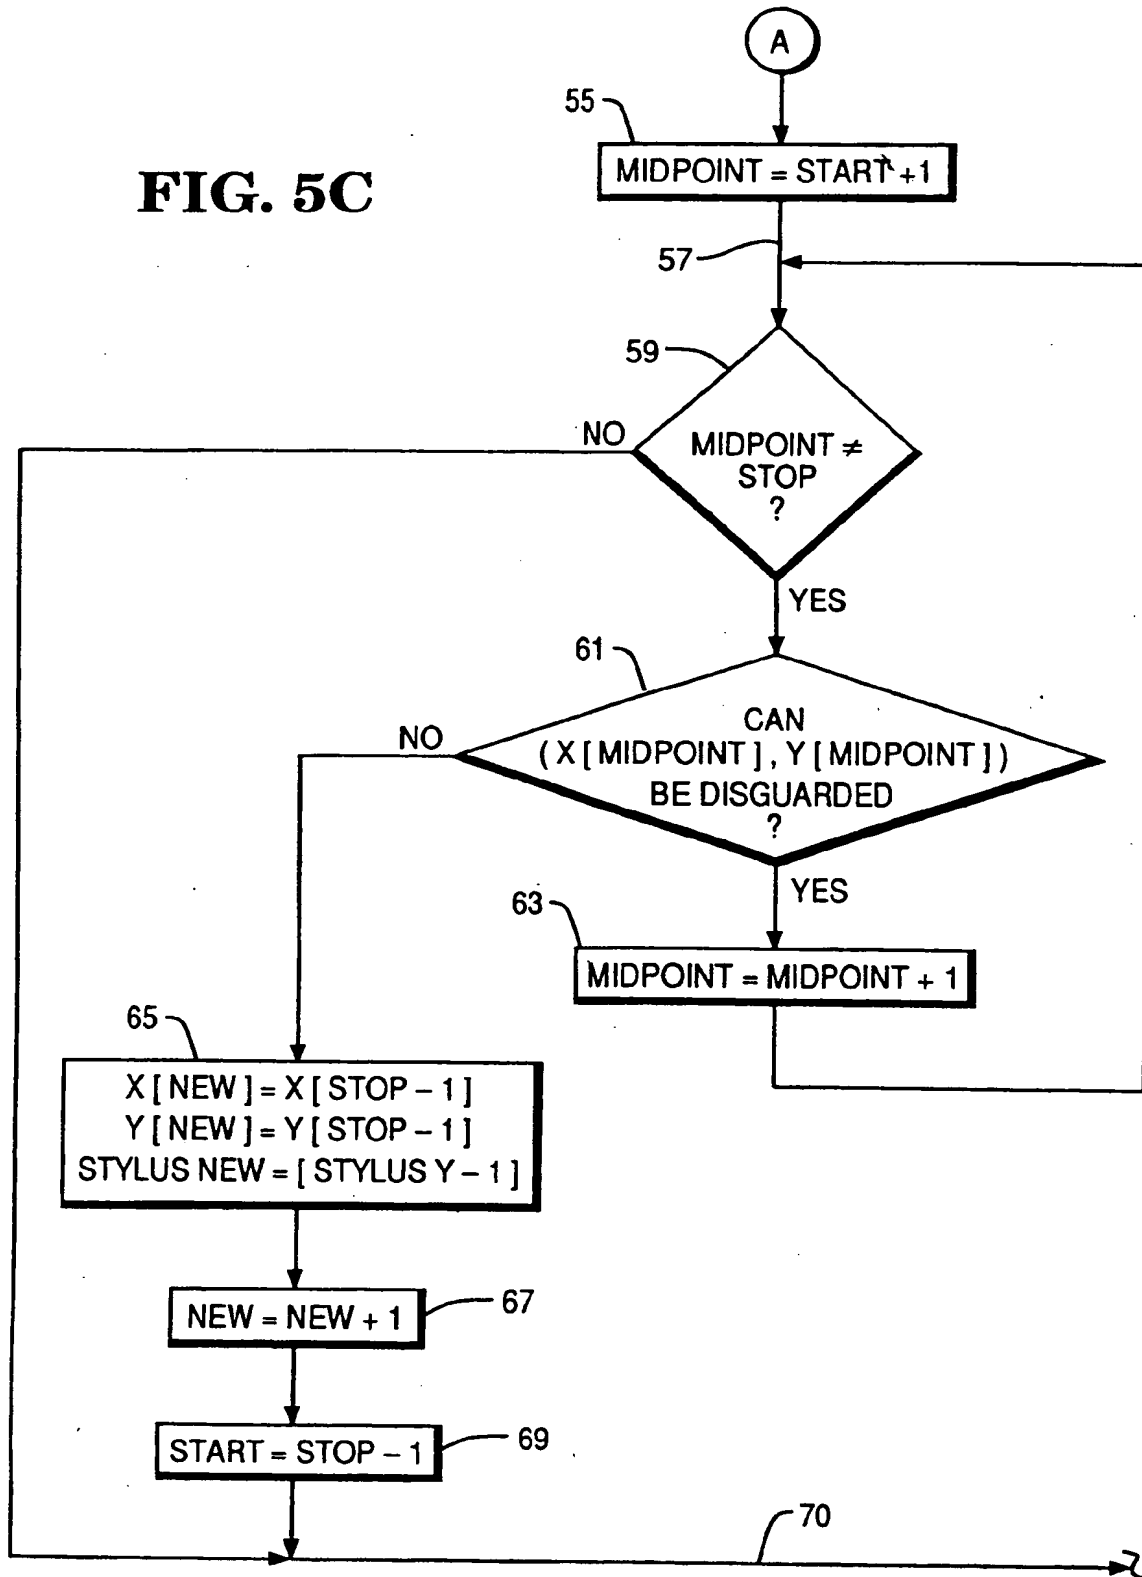 A
55
FIG. 5C
MIDPOINT = START +1
57
59
NO
MIDPOINT ≠
STOP
?
YES
61
CAN
NO
( X [ MIDPOINT ] , Y [ MIDPOINT ] )
BE DISGUARDED
?
YES
63
MIDPOINT = MIDPOINT + 1
65
X [ NEW ] = X [ STOP – 1 ]
Y [ NEW ] = Y [ STOP – 1 ]
STYLUS NEW = [ STYLUS Y – 1 ]
NEW = NEW + 1
67
START = STOP – 1
69
70